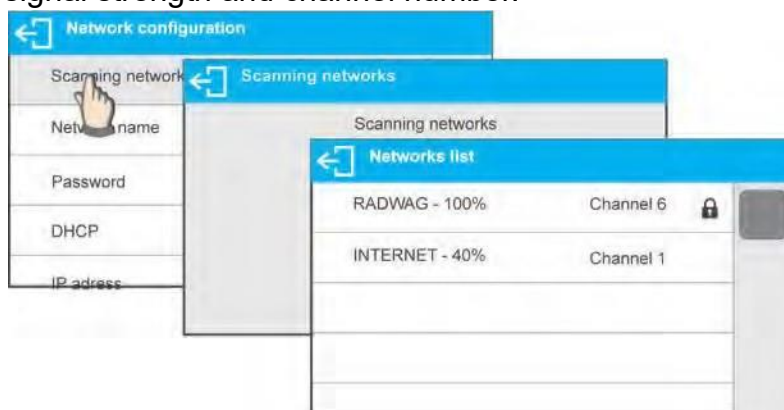 signal strength and channel number.
Network configuration
Scanning network
Network name
Password
DHCP
IP adress
Scanning networks
Scanning networks
Networks list
RADWAG - 100% Channel 6
INTERNET - 40% Channel 1